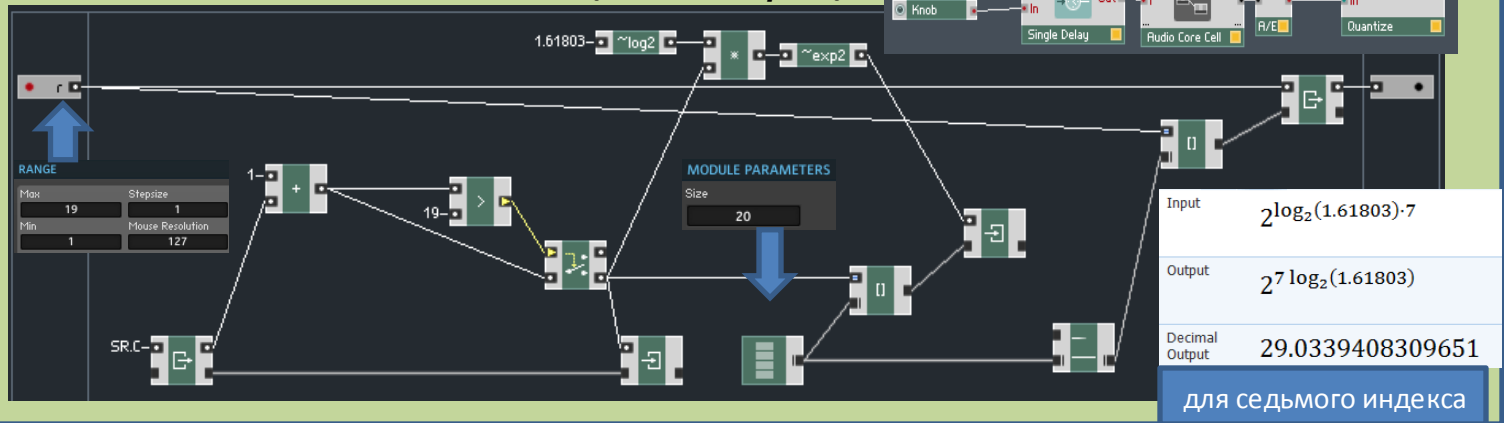 Knob
In
Out
In
Single Delay
Audio Core Cell
A/E
Quantize
1.61803
~log2
*
~exp2
r
RANGE
Max
Stepsize
19
1
Min
Mouse Resolution
1
127
1
+
>
19
MODULE PARAMETERS
Size
20
[]
[]
SR.C
Input
2^log₂(1.61803)·7
Output
2^7 log₂(1.61803)
Decimal
Output
29.0339408309651
для седьмого индекса